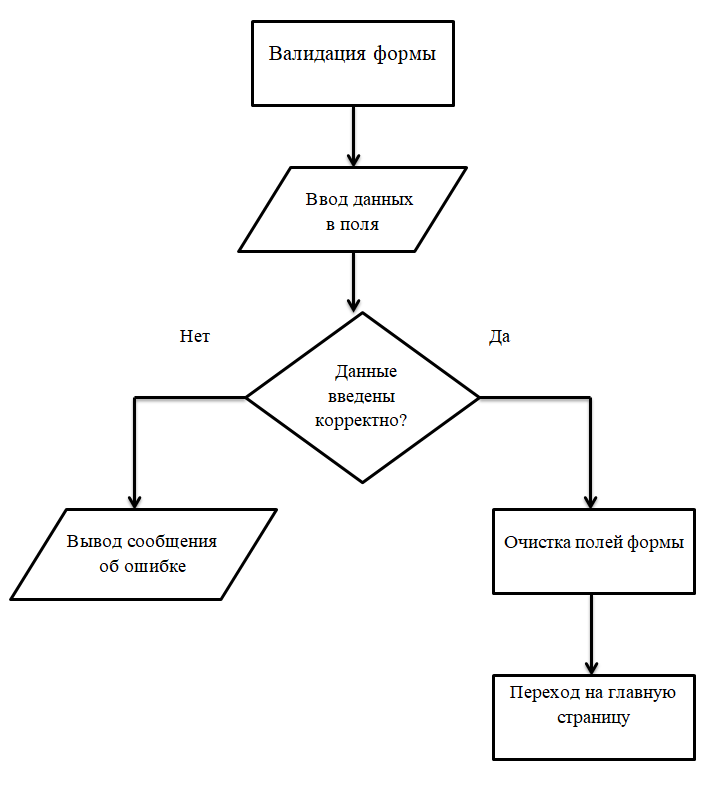 Валидация формы
Ввод данных
в поля
Нет
Да
Данные
введены
корректно?
Вывод сообщения
об ошибке
Очистка полей формы
Переход на главную
страницу